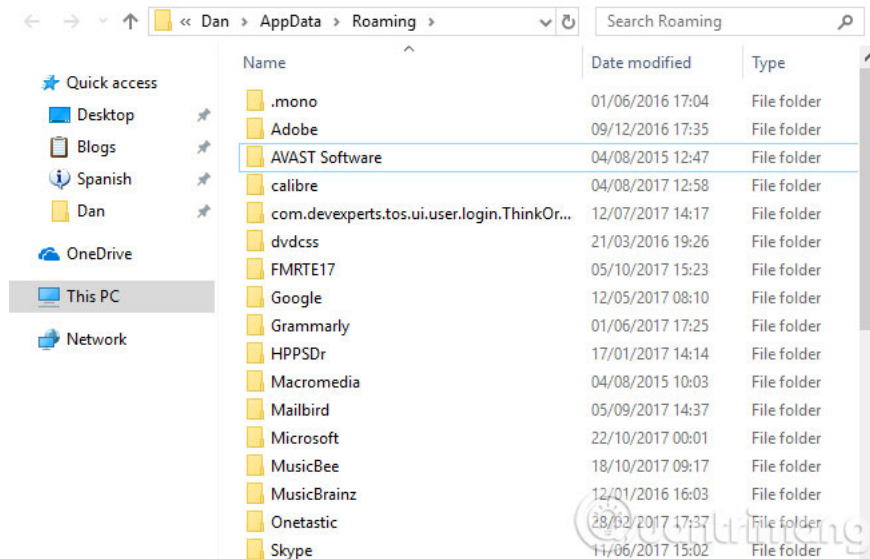 « Dan > AppData > Roaming > Search Roaming
Name Date modified Type
Quick access
Desktop
Blogs
Spanish
Dan
OneDrive
This PC
Network
.mono 01/06/2016 17:04 File folder
Adobe 09/12/2016 17:35 File folder
AVAST Software 04/08/2015 12:47 File folder
calibre 04/08/2017 12:58 File folder
com.devexperts.tos.ui.user.login.ThinkOr... 12/07/2017 14:17 File folder
dvdcss 21/03/2016 19:26 File folder
FMRTE17 05/10/2017 15:23 File folder
Google 12/05/2017 08:10 File folder
Grammarly 01/06/2017 17:25 File folder
HPPSDr 17/01/2017 14:14 File folder
Macromedia 04/08/2015 10:03 File folder
Mailbird 05/09/2017 14:37 File folder
Microsoft 22/10/2017 00:01 File folder
MusicBee 18/10/2017 09:17 File folder
MusicBrainz 12/01/2016 16:03 File folder
Onetastic 28/02/2017 17:37 File folder
Skype 11/06/2017 15:02 File folder
uantrimang